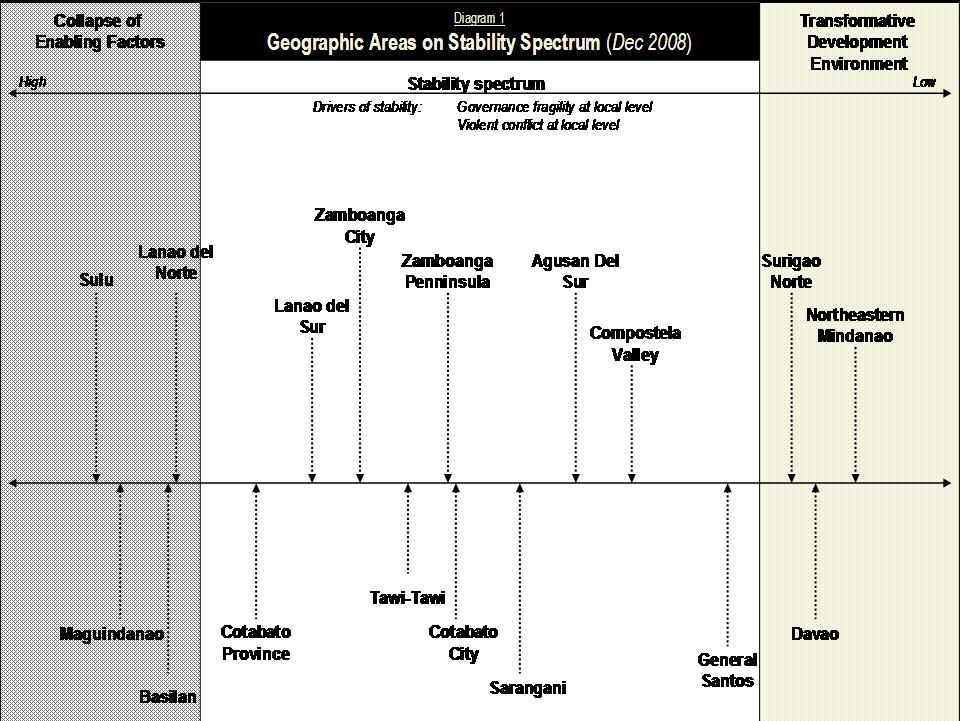 Collapse of
Enabling Factors
Diagram 1
Geographic Areas on Stability Spectrum (Dec 2008)
Transformative
Development
Environment
High
Stability spectrum
Low
Drivers of stability:
Governance fragility at local level
Violent conflict at local level
Zamboanga
City
Lanao del
Norte
Sulu
Zamboanga
Penninsula
Agusan Del
Sur
Surigao
Norte
Lanao del
Sur
Northeastern
Mindanao
Compostela
Valley
Tawi-Tawi
Maguindanao
Cotabato
Province
Cotabato
City
Davao
General
Santos
Sarangani
Basilan